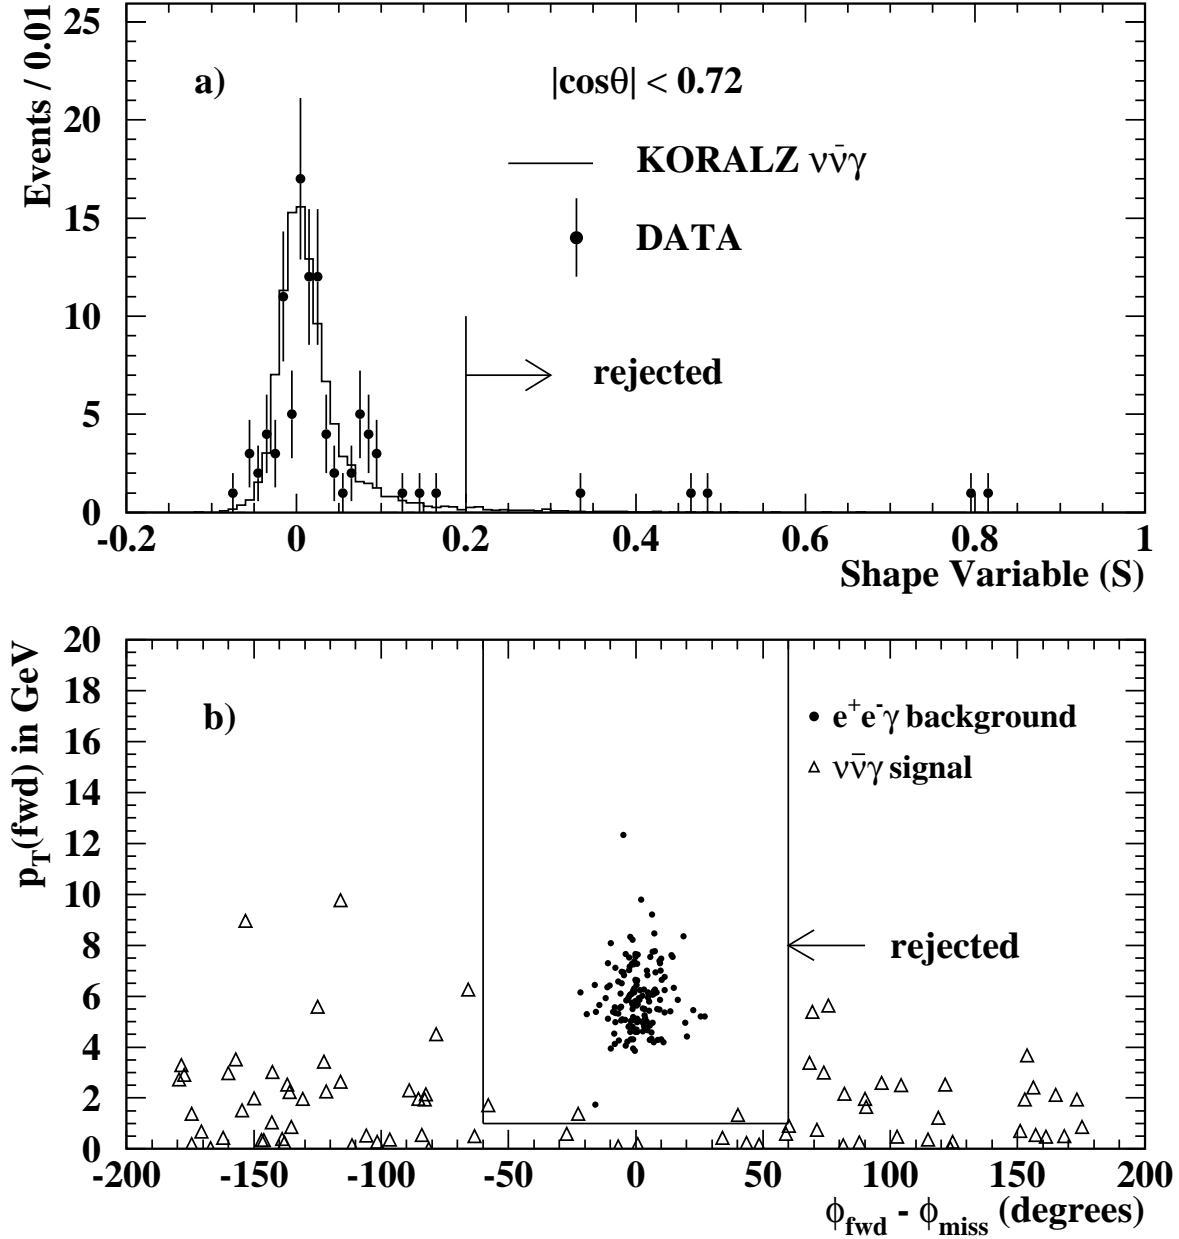 Events / 0.01
25
20
15
10
5
0
a)
|cosθ| < 0.72
KORALZ νν̄γ
DATA
rejected
-0.2 0 0.2 0.4 0.6 0.8 1
Shape Variable (S)
p_T(fwd) in GeV
20
18
16
14
12
10
8
6
4
2
0
b)
e⁺e⁻γ background
νν̄γ signal
rejected
-200 -150 -100 -50 0 50 100 150 200
ϕ_fwd - ϕ_miss (degrees)